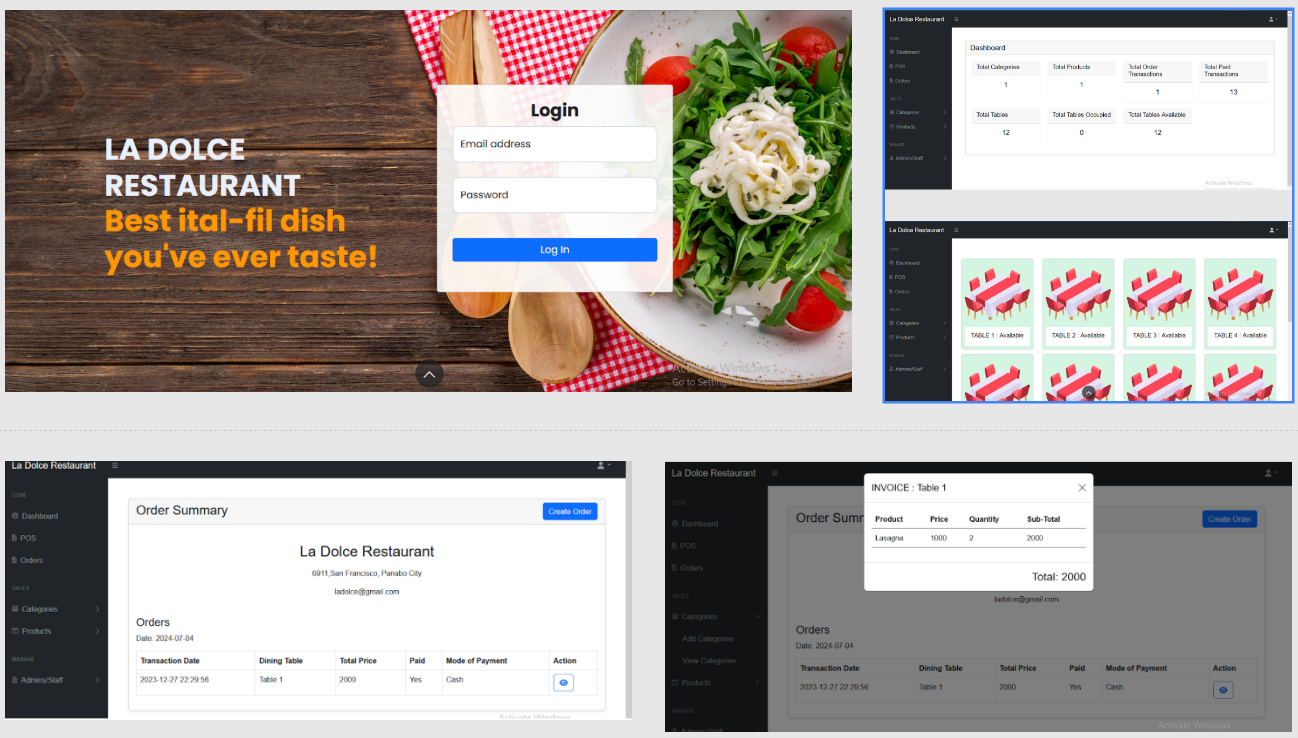 LA DOLCE
RESTAURANT
Best ital-fil dish
you've ever taste!
Login
Email address
Password
Log In
Activate Windows
Go to Settings
La Dolce Restaurant
CORE
Dashboard
POS
Orders
SALES
Categories
Products
MANAGE
Admins/Staff
Dashboard
Total Categories
1
Total Products
1
Total Order
Transactions
1
Total Paid
Transactions
13
Total Tables
12
Total Tables Occupied
0
Total Tables Available
12
Activate Windows
La Dolce Restaurant
CORE
Dashboard
POS
Orders
SALES
Categories
Products
MANAGE
Admins/Staff
TABLE 1 : Available
TABLE 2 : Available
TABLE 3 : Available
TABLE 4 : Available
La Dolce Restaurant
CORE
Dashboard
POS
Orders
SALES
Categories
Products
MANAGE
Admins/Staff
Order Summary
Create Order
La Dolce Restaurant
6911,San Francisco, Panabo City
ladolce@gmail.com
Orders
Date: 2024-07-04
Transaction Date Dining Table Total Price Paid Mode of Payment Action
2023-12-27 22:29:56 Table 1 2000 Yes Cash
Activate Windows
La Dolce Restaurant
CORE
Dashboard
POS
Orders
SALES
Categories
Add Categories
View Categories
Products
MANAGE
Admins/Staff
Order Summ
Create Order
INVOICE : Table 1
Product Price Quantity Sub-Total
Lasagna 1000 2 2000
Total: 2000
ladolce@gmail.com
Orders
Date: 2024-07-04
Transaction Date Dining Table Total Price Paid Mode of Payment Action
2023-12-27 22:29:56 Table 1 2000 Yes Cash
Activate Windows